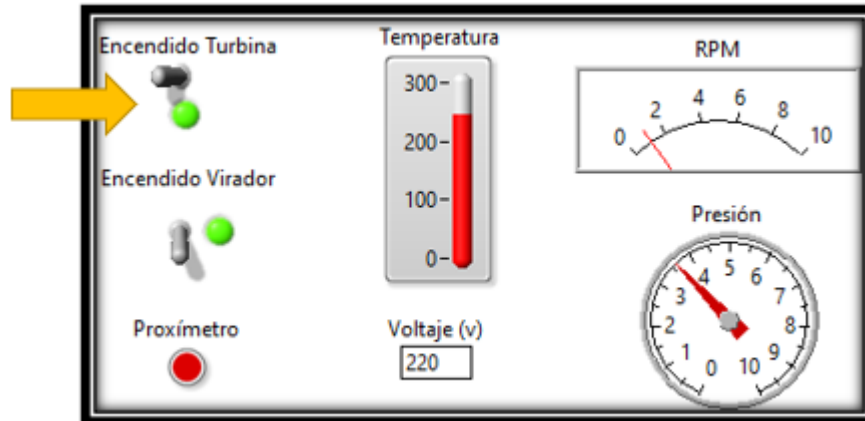 Encendido Turbina
Temperatura
300
200
100
0
RPM
0 2 4 6 8 10
Encendido Virador
Presión
0 1 2 3 4 5 6 7 8 9 10
Proxímetro
Voltaje (v)
220